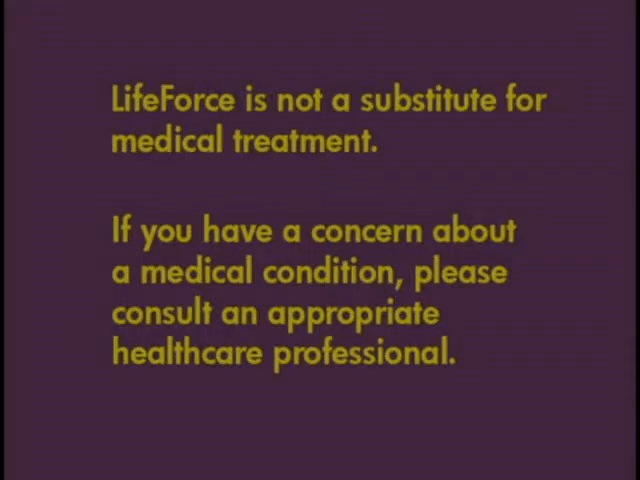 LifeForce is not a substitute for
medical treatment.
If you have a concern about
a medical condition, please
consult an appropriate
healthcare professional.